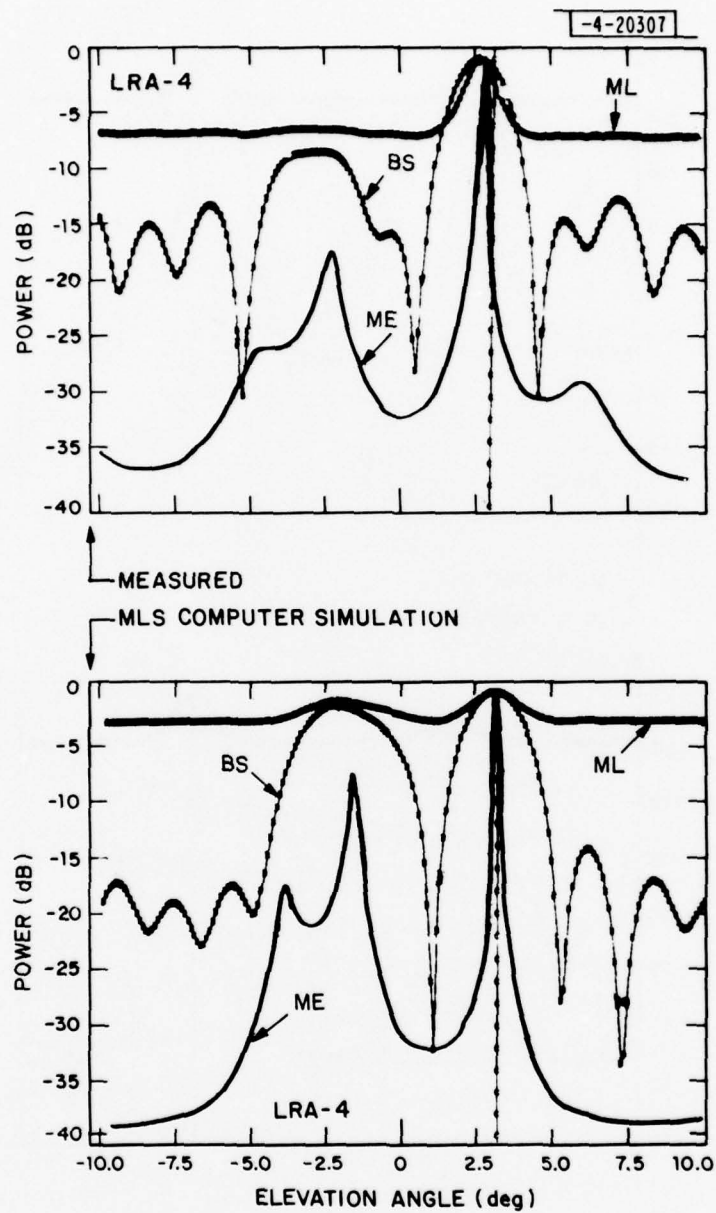 -4-20307
LRA-4
ML
BS
ME
POWER (dB)
0
-5
-10
-15
-20
-25
-30
-35
-40
MEASURED
MLS COMPUTER SIMULATION
BS
ML
ME
LRA-4
POWER (dB)
0
-5
-10
-15
-20
-25
-30
-35
-40
-10.0 -7.5 -5.0 -2.5 0 2.5 5.0 7.5 10.0
ELEVATION ANGLE (deg)